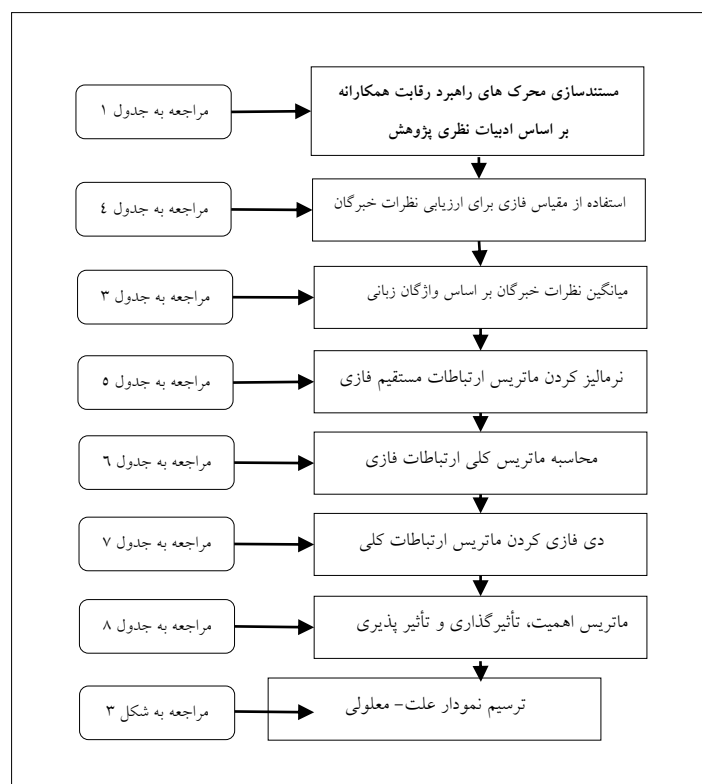 مستندسازی محرک های راهبرد رقابت همکارانه
بر اساس ادبیات نظری پژوهش
مراجعه به جدول ۱
استفاده از مقیاس فازی برای ارزیابی نظرات خبرگان
مراجعه به جدول ٤
میانگین نظرات خبرگان بر اساس واژگان زبانی
مراجعه به جدول ۳
نرمالیز کردن ماتریس ارتباطات مستقیم فازی
مراجعه به جدول ٥
محاسبه ماتریس کلی ارتباطات فازی
مراجعه به جدول ٦
دی فازی کردن ماتریس ارتباطات کلی
مراجعه به جدول ۷
ماتریس اهمیت، تأثیرگذاری و تأثیر پذیری
مراجعه به جدول ۸
ترسیم نمودار علت- معلولی
مراجعه به شکل ۳